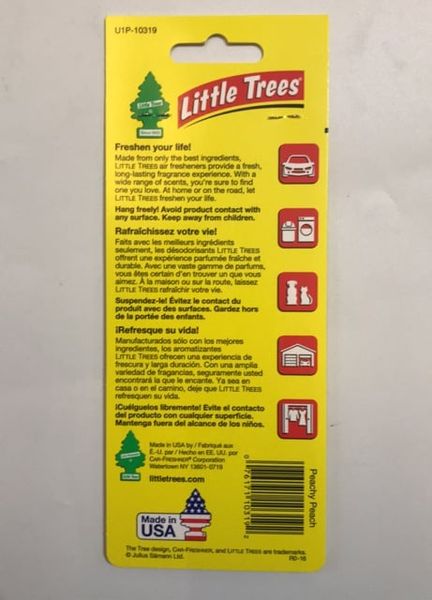 U1P-10319
Little Trees
Little Tree
Freshen your life!
Made from only the best ingredients,
LITTLE TREES air fresheners provide a fresh,
long-lasting fragrance experience. With a
wide range of scents, you're sure to find
one you love. At home or on the road, let
LITTLE TREES freshen your life.
Hang freely! Avoid product contact with
any surface. Keep away from children.
Rafraîchissez votre vie!
Faits avec les meilleurs ingrédients
seulement, les désodorisants LITTLE TREES
offrent une expérience parfumée fraîche et
durable. Avec une vaste gamme de parfums,
vous êtes certain d'en trouver un que vous
aimez. À la maison ou sur la route, laissez
LITTLE TREES rafraîchir votre vie.
Suspendez-le! Évitez le contact du
produit avec des surfaces. Gardez hors
de la portée des enfants.
¡Refresque su vida!
Manufacturados sólo con los mejores
ingredientes, los aromatizantes
LITTLE TREES ofrecen una experiencia de
frescura y larga duración. Con una amplia
variedad de fragancias, seguramente usted
encontrará la que le encante. Ya sea en
casa o en el camino, deje que LITTLE TREES
refresquen su vida.
¡Cuélguelos libremente! Evite el contacto
del producto con cualquier superficie.
Mantenga fuera del alcance de los niños.
Made in USA by / Fabriqué aux
É.-U. par / Hecho en EE. UU. por
CAR-FRESHNER® Corporation
Watertown NY 13601-0719
littletrees.com
Made in
USA
Peachy Peach
0 76171 10319 2
R0-16
The Tree design, CAR-FRESHNER, and LITTLE TREES are trademarks.
© Julius Sämann Ltd.